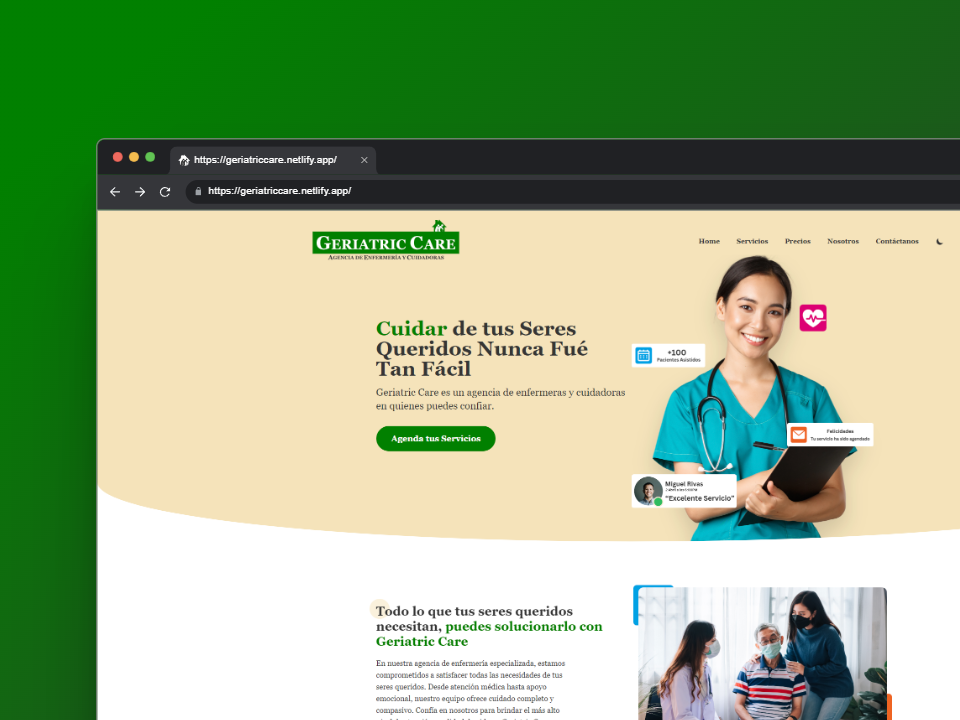 https://geriatriccare.netlify.app/
https://geriatriccare.netlify.app/
GERIATRIC CARE
AGENCIA DE ENFERMERÍA Y CUIDADORAS
Home Servicios Precios Nosotros Contáctanos
Cuidar de tus Seres
Queridos Nunca Fué
Tan Fácil
Geriatric Care es un agencia de enfermeras y cuidadoras
en quienes puedes confiar.
Agenda tus Servicios
+100
Pacientes Asistidos
Felicidades
Tu servicio ha sido agendado
Miguel Rivas
"Excelente Servicio"
Todo lo que tus seres queridos
necesitan, puedes solucionarlo con
Geriatric Care
En nuestra agencia de enfermería especializada, estamos
comprometidos a satisfacer todas las necesidades de tus
seres queridos. Desde atención médica hasta apoyo
emocional, nuestro equipo ofrece cuidado completo y
compasivo. Confía en nosotros para brindar el más alto